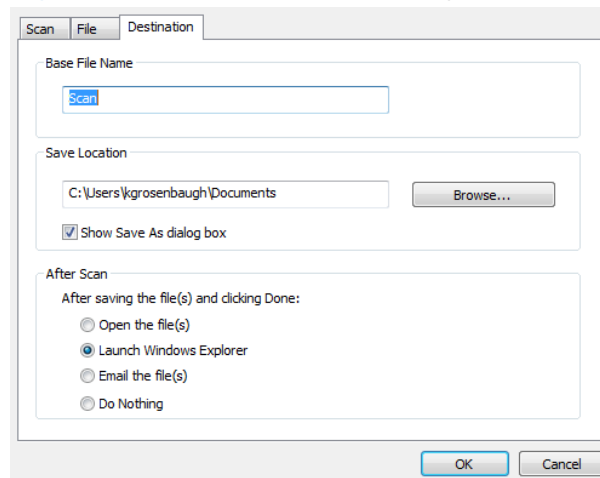 Scan File Destination
Base File Name
Scan
Save Location
C:\Users\kgrosenbaugh\Documents Browse...
Show Save As dialog box
After Scan
After saving the file(s) and clicking Done:
Open the file(s)
Launch Windows Explorer
Email the file(s)
Do Nothing
OK Cancel